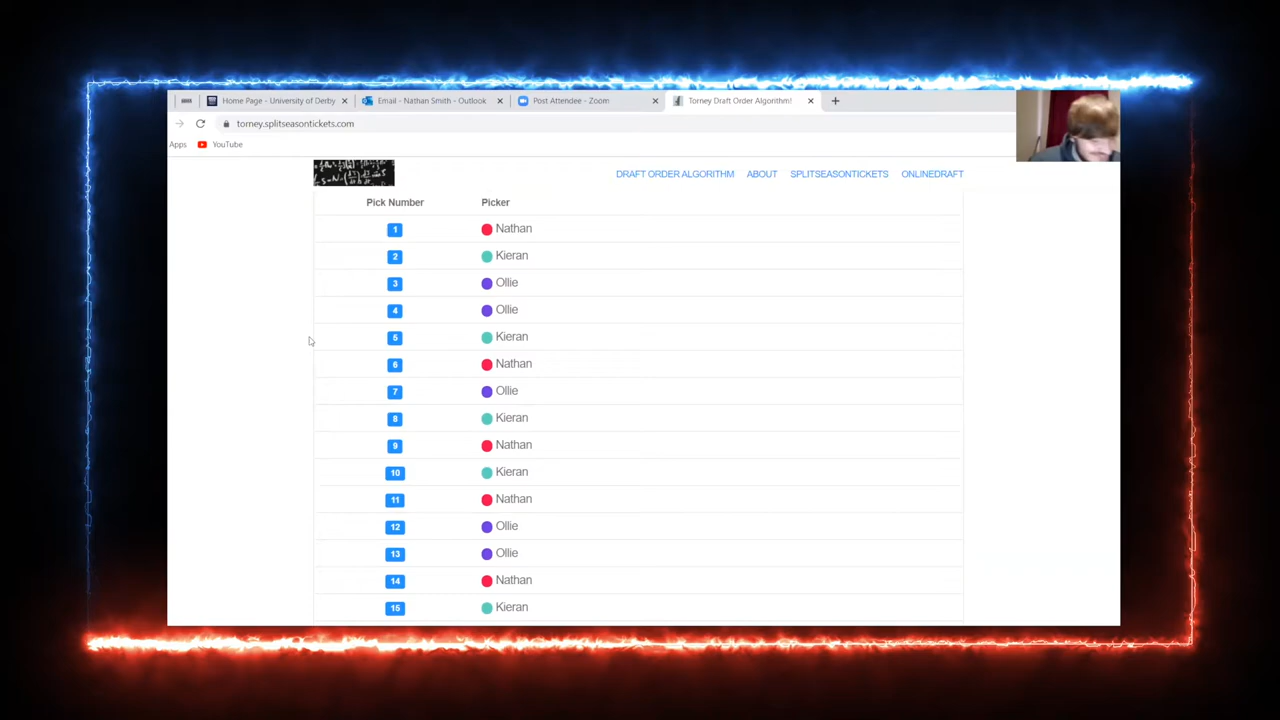 Home Page - University of Derby
Email - Nathan Smith - Outlook
Post Attendee - Zoom
Torney Draft Order Algorithm!
torney.splitseasontickets.com
Apps
YouTube
DRAFT ORDER ALGORITHM
ABOUT
SPLITSEASONTICKETS
ONLINEDRAFT
Pick Number Picker
1 Nathan
2 Kieran
3 Ollie
4 Ollie
5 Kieran
6 Nathan
7 Ollie
8 Kieran
9 Nathan
10 Kieran
11 Nathan
12 Ollie
13 Ollie
14 Nathan
15 Kieran